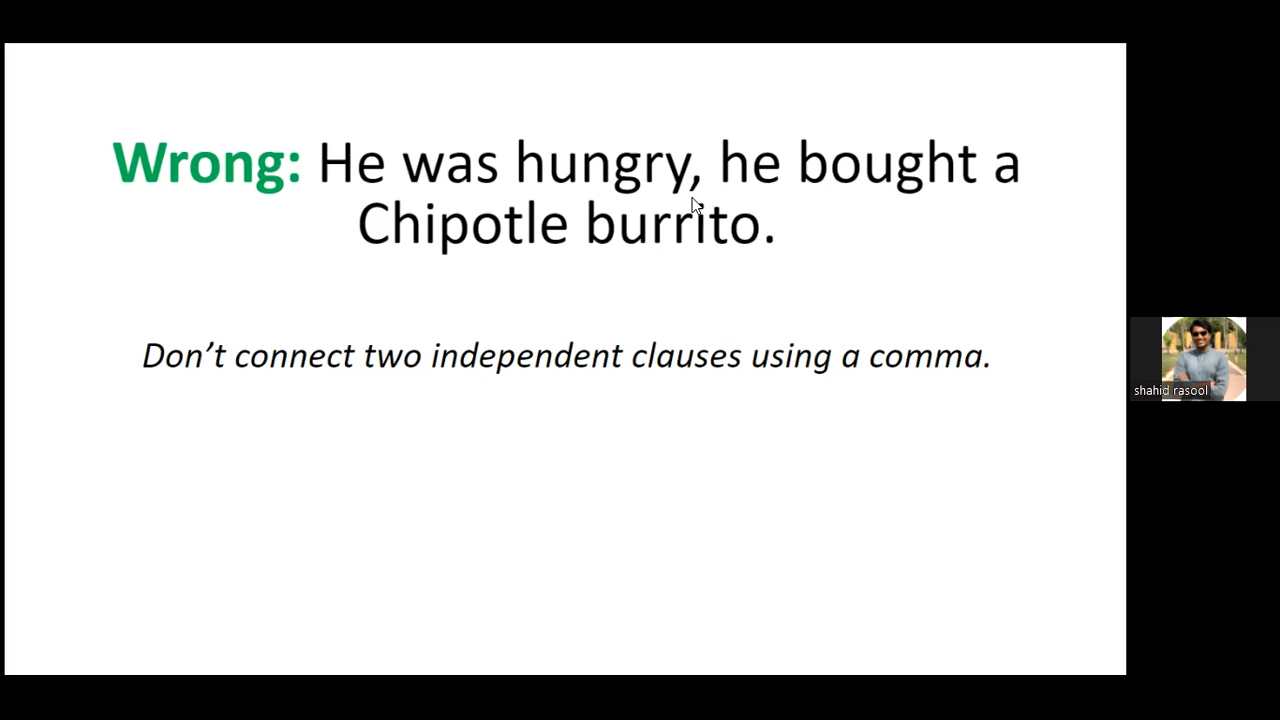 Wrong: He was hungry, he bought a
Chipotle burrito.
Don’t connect two independent clauses using a comma.
shahid rasool